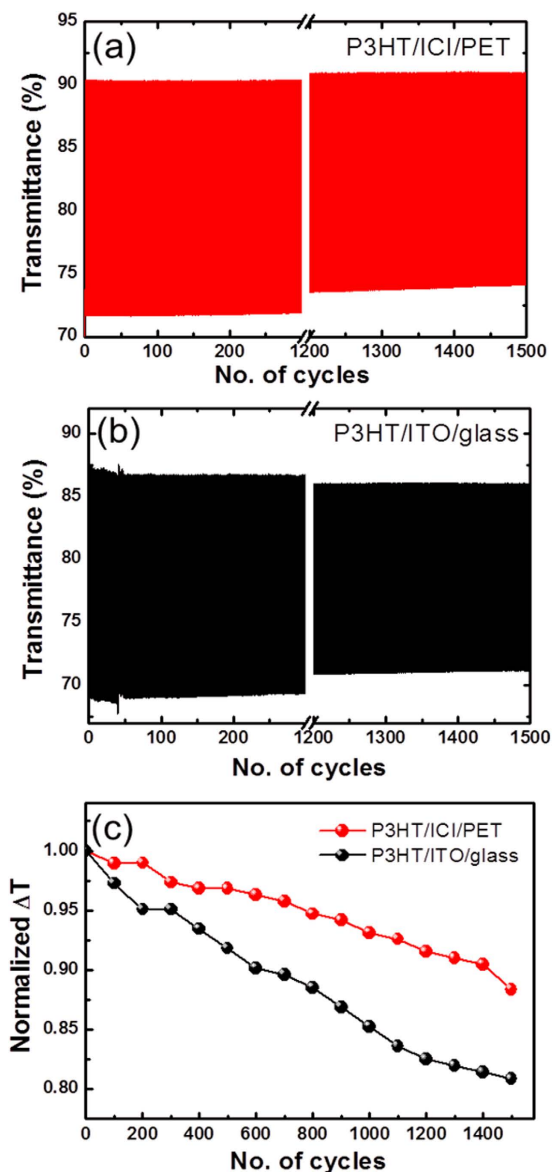 (a)
P3HT/ICI/PET
Transmittance (%)
95
90
85
80
75
70
0 100 200 1200 1300 1400 1500
No. of cycles
(b)
P3HT/ITO/glass
Transmittance (%)
90
85
80
75
70
0 100 200 1200 1300 1400 1500
No. of cycles
(c)
P3HT/ICI/PET
P3HT/ITO/glass
Normalized ΔT
1.00
0.95
0.90
0.85
0.80
0 200 400 600 800 1000 1200 1400
No. of cycles